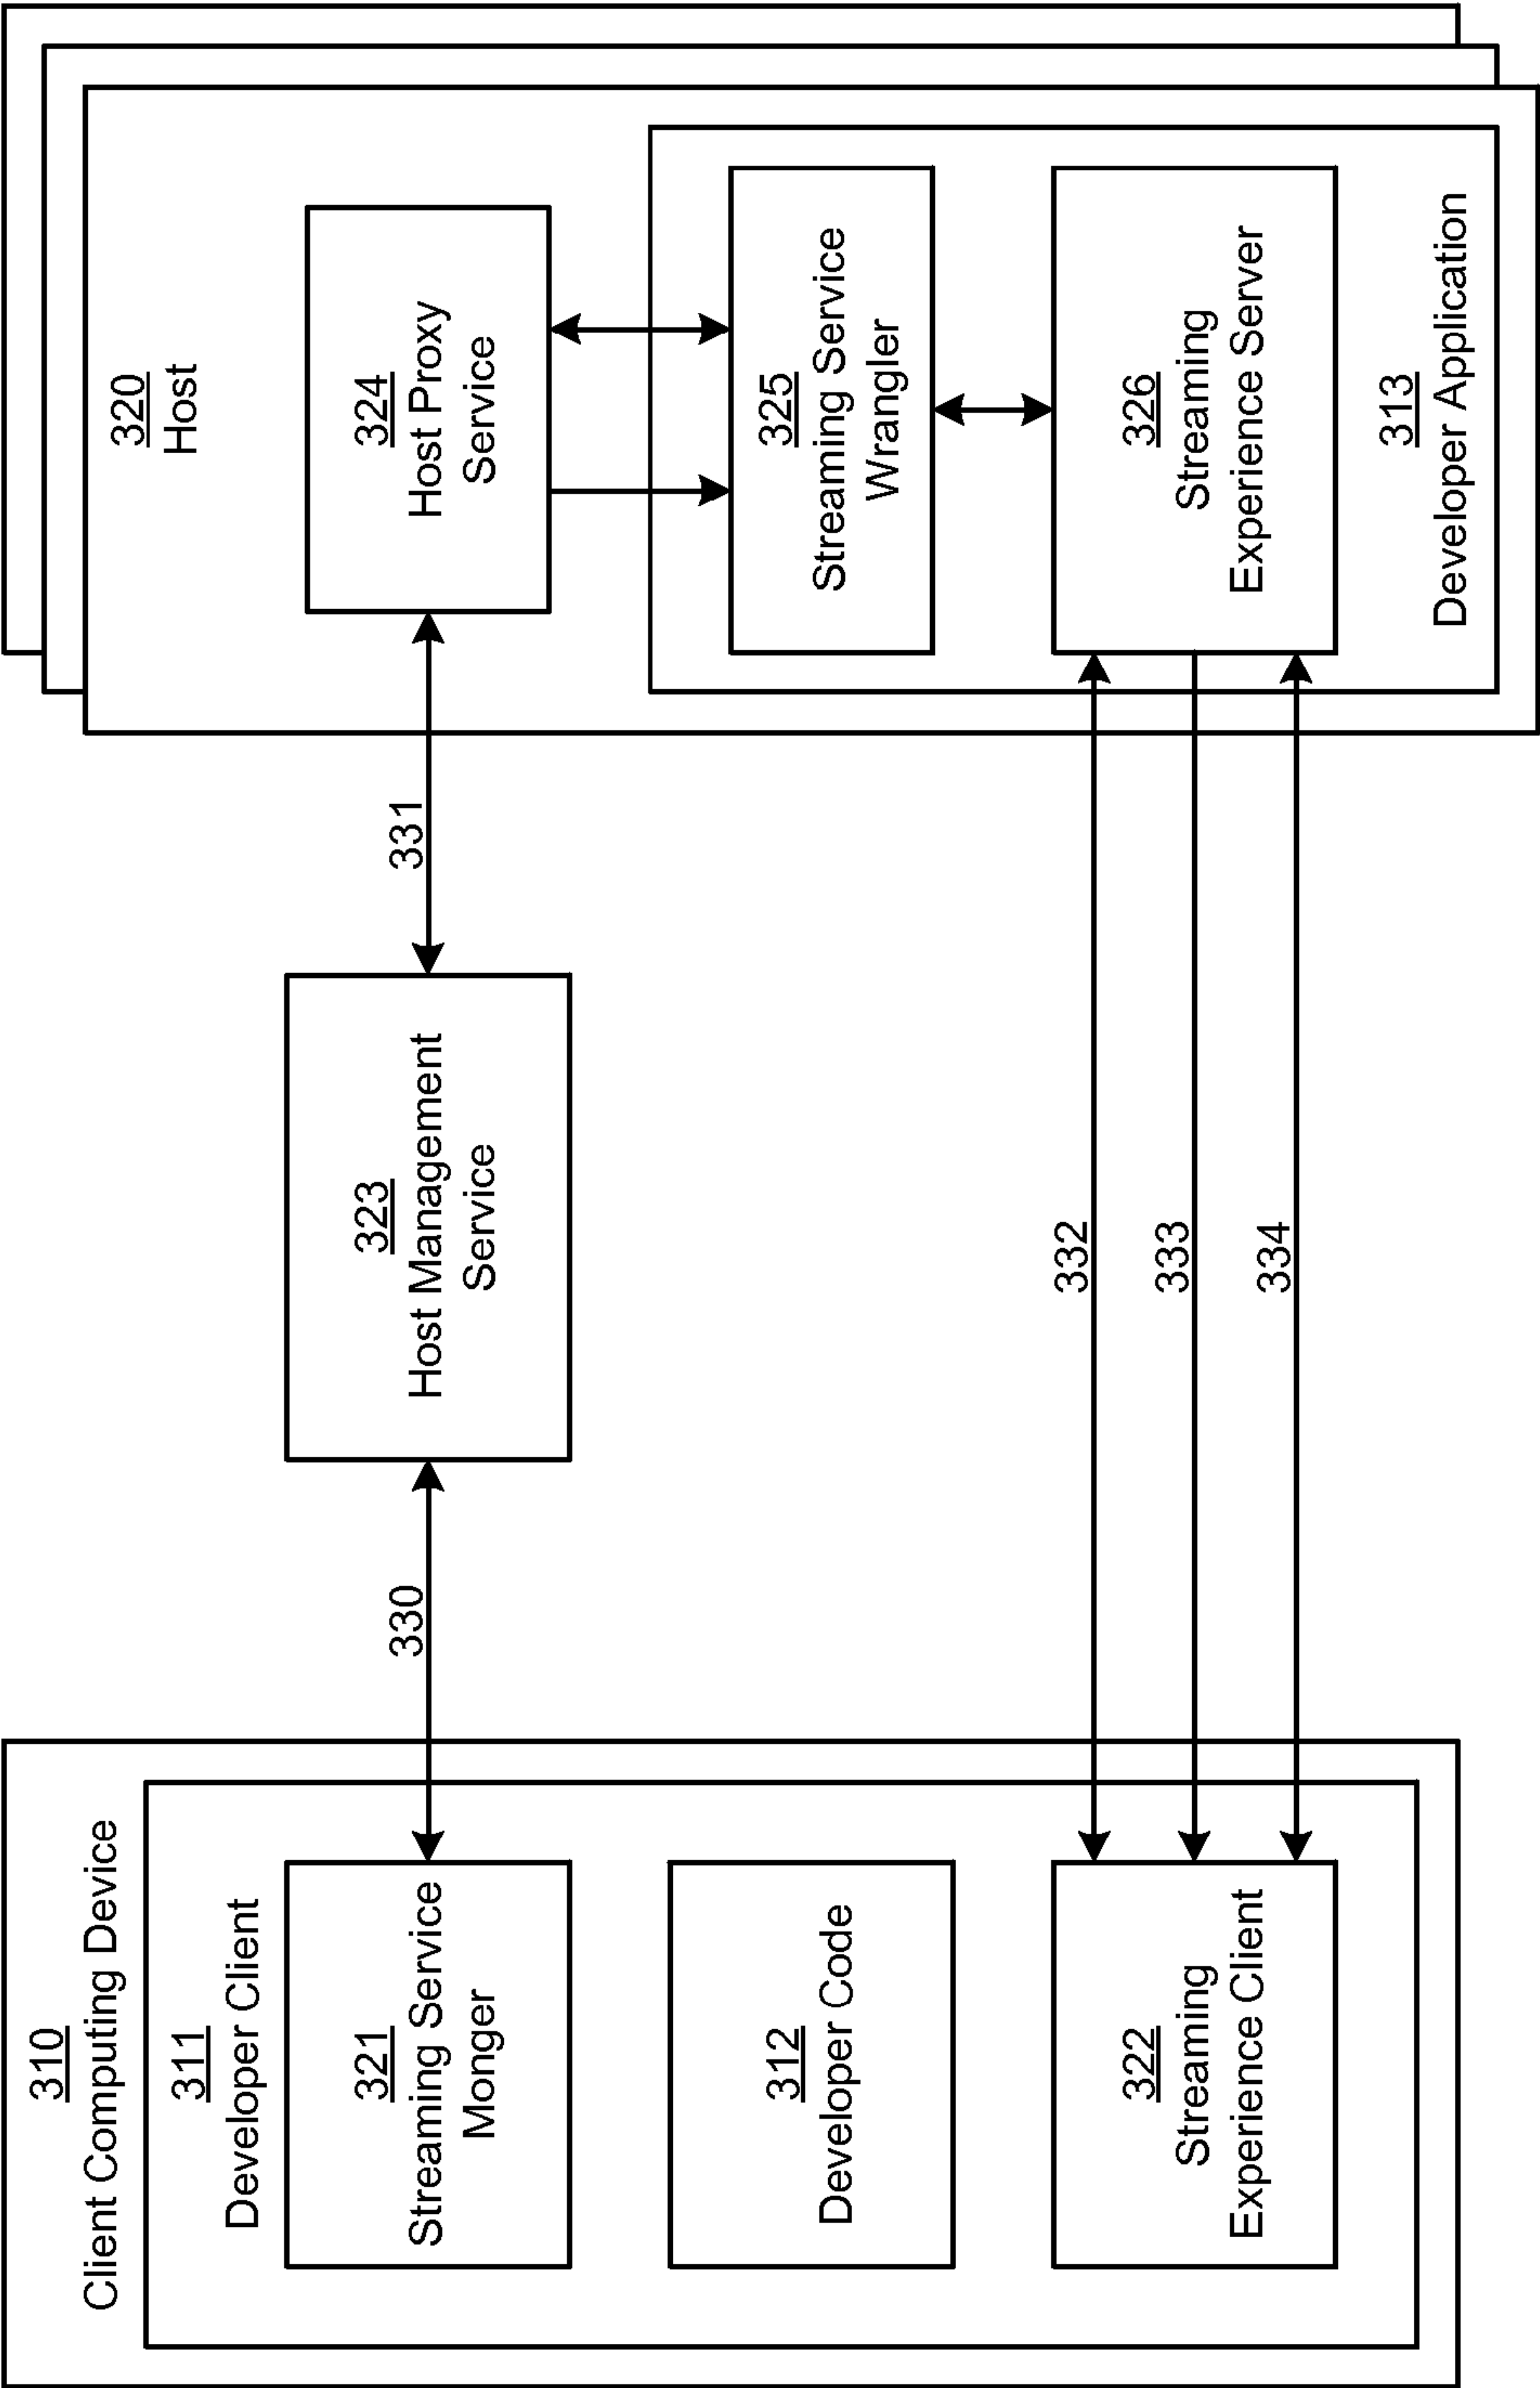 310
Client Computing Device
311
Developer Client
321
Streaming Service
Monger
312
Developer Code
322
Streaming
Experience Client
330
323
Host Management
Service
331
332
333
334
320
Host
324
Host Proxy
Service
325
Streaming Service
Wrangler
326
Streaming
Experience Server
313
Developer Application